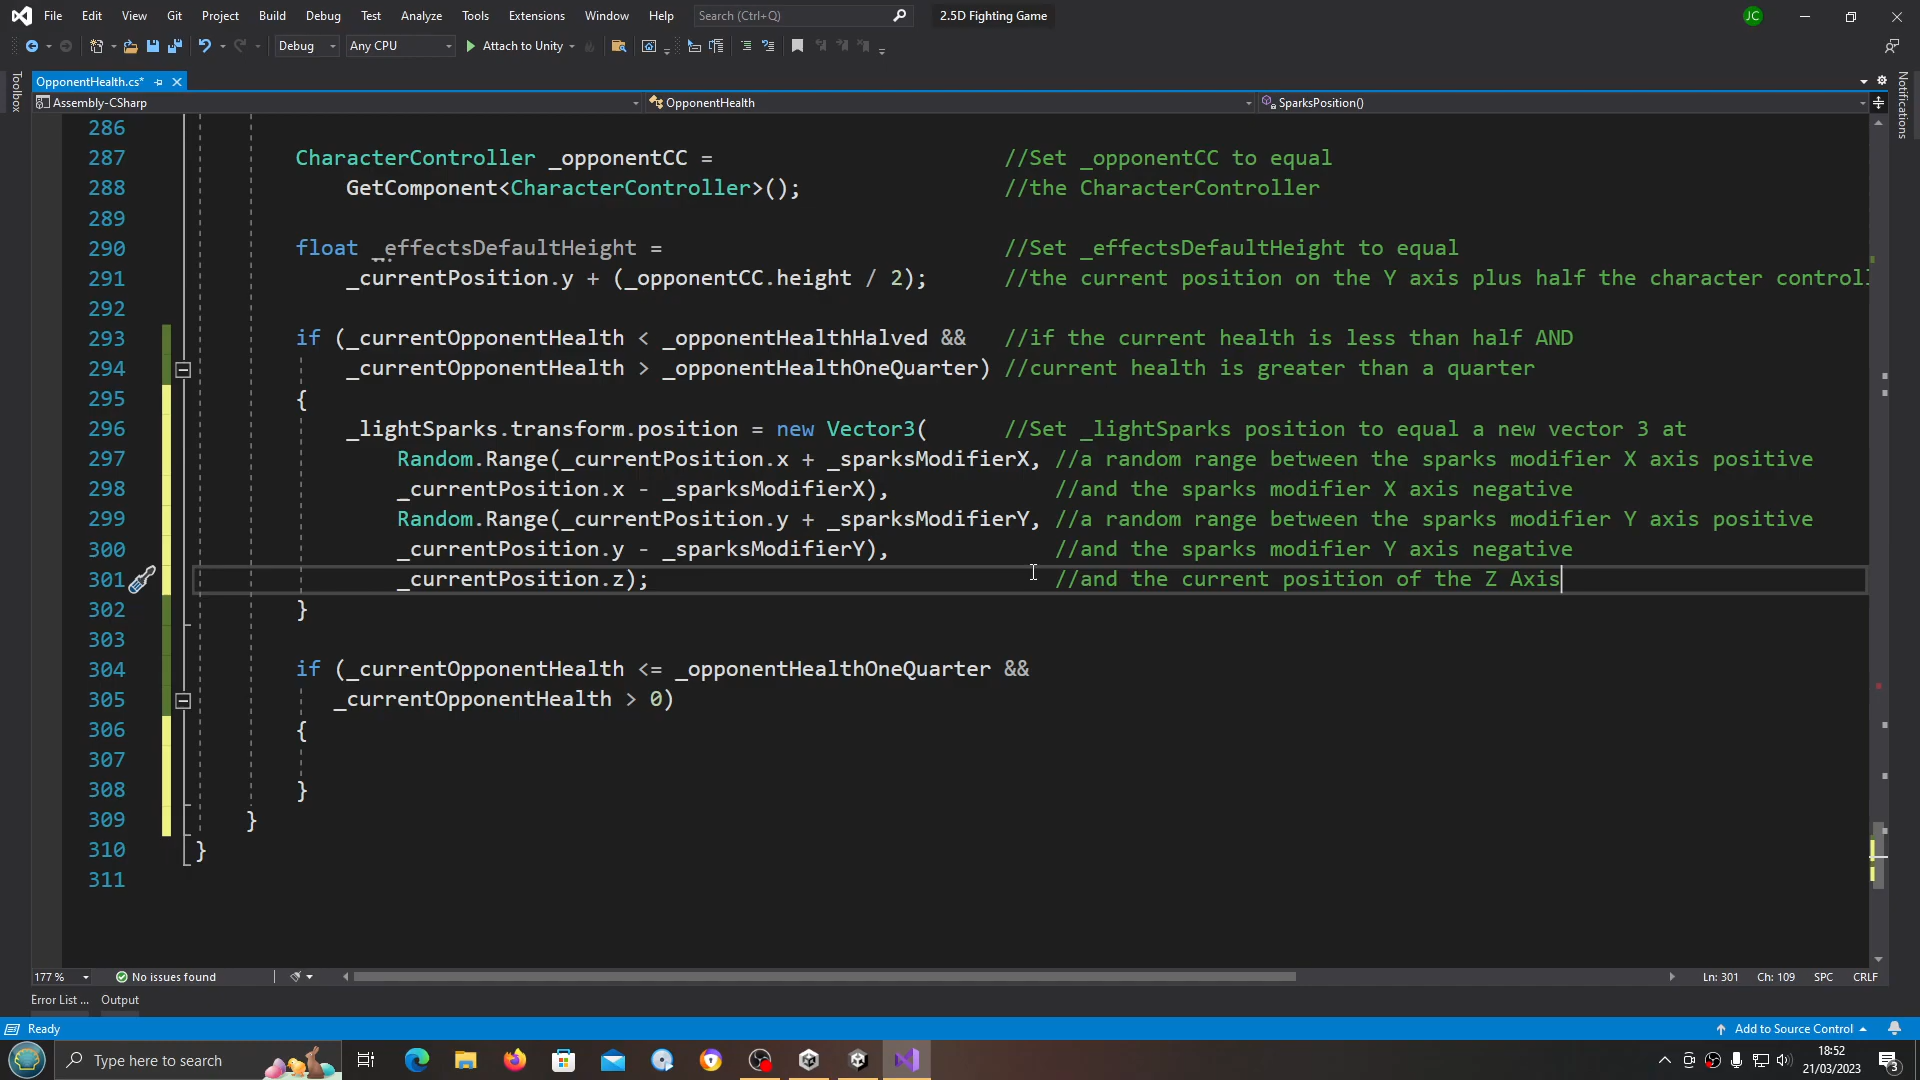 File Edit View Git Project Build Debug Test Analyze Tools Extensions Window Help Search (Ctrl+Q) 2.5D Fighting Game JC
Debug Any CPU Attach to Unity
Toolbox
OpponentHealth.cs*
Notifications
Assembly-CSharp OpponentHealth SparksPosition()
286
287 CharacterController _opponentCC = //Set _opponentCC to equal
288 GetComponent<CharacterController>(); //the CharacterController
289
290 float _effectsDefaultHeight = //Set _effectsDefaultHeight to equal
291 _currentPosition.y + (_opponentCC.height / 2); //the current position on the Y axis plus half the character control
292
293 if (_currentOpponentHealth < _opponentHealthHalved && //if the current health is less than half AND
294 _currentOpponentHealth > _opponentHealthOneQuarter) //current health is greater than a quarter
295 {
296 _lightSparks.transform.position = new Vector3( //Set _lightSparks position to equal a new vector 3 at
297 Random.Range(_currentPosition.x + _sparksModifierX, //a random range between the sparks modifier X axis positive
298 _currentPosition.x - _sparksModifierX), //and the sparks modifier X axis negative
299 Random.Range(_currentPosition.y + _sparksModifierY, //a random range between the sparks modifier Y axis positive
300 _currentPosition.y - _sparksModifierY), //and the sparks modifier Y axis negative
301 _currentPosition.z); //and the current position of the Z Axis
302 }
303
304 if (_currentOpponentHealth <= _opponentHealthOneQuarter &&
305 _currentOpponentHealth > 0)
306 {
307
308 }
309 }
310 }
311
177 % No issues found Ln: 301 Ch: 109 SPC CRLF
Error List ... Output
Ready Add to Source Control
Type here to search 18:52
21/03/2023 3